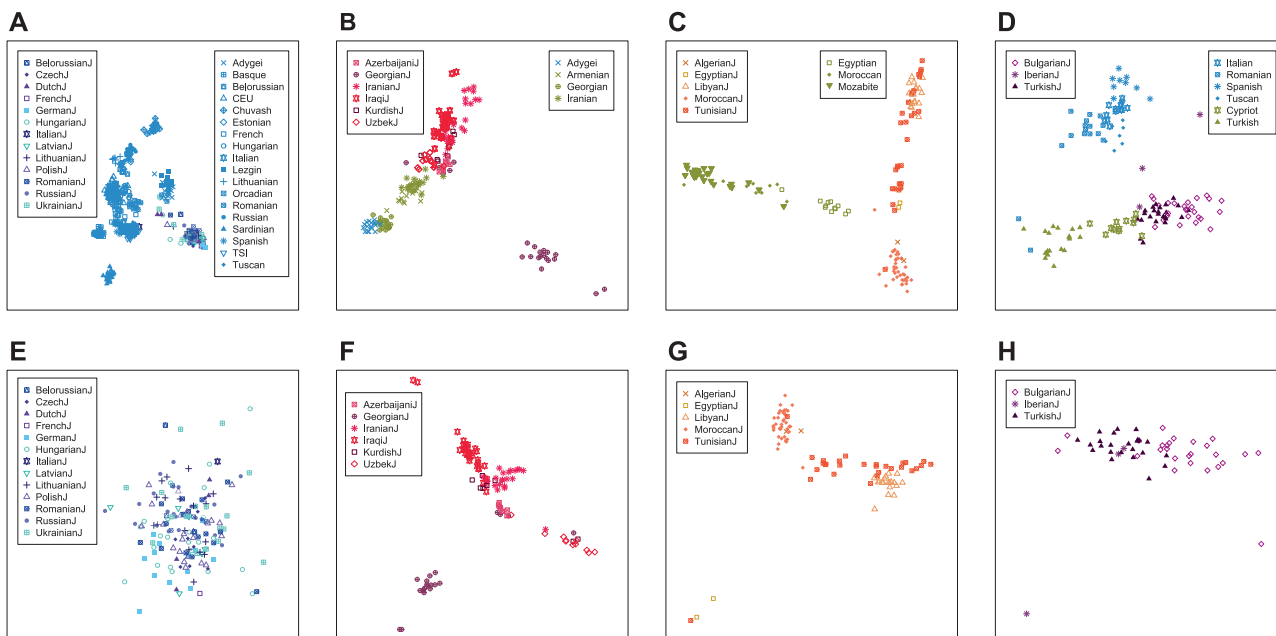 A
BelorussianJ
CzechJ
DutchJ
FrenchJ
GermanJ
HungarianJ
ItalianJ
LatvianJ
LithuanianJ
PolishJ
RomanianJ
RussianJ
UkrainianJ
Adygei
Basque
Belorussian
CEU
Chuvash
Estonian
French
Hungarian
Italian
Lezgin
Lithuanian
Orcadian
Romanian
Russian
Sardinian
Spanish
TSI
Tuscan
B
AzerbaijaniJ
GeorgianJ
IranianJ
IraqiJ
KurdishJ
UzbekJ
Adygei
Armenian
Georgian
Iranian
C
AlgerianJ
EgyptianJ
LibyanJ
MoroccanJ
TunisianJ
Egyptian
Moroccan
Mozabite
D
BulgarianJ
IberianJ
TurkishJ
Italian
Romanian
Spanish
Tuscan
Cypriot
Turkish
E
BelorussianJ
CzechJ
DutchJ
FrenchJ
GermanJ
HungarianJ
ItalianJ
LatvianJ
LithuanianJ
PolishJ
RomanianJ
RussianJ
UkrainianJ
F
AzerbaijaniJ
GeorgianJ
IranianJ
IraqiJ
KurdishJ
UzbekJ
G
AlgerianJ
EgyptianJ
LibyanJ
MoroccanJ
TunisianJ
H
BulgarianJ
IberianJ
TurkishJ